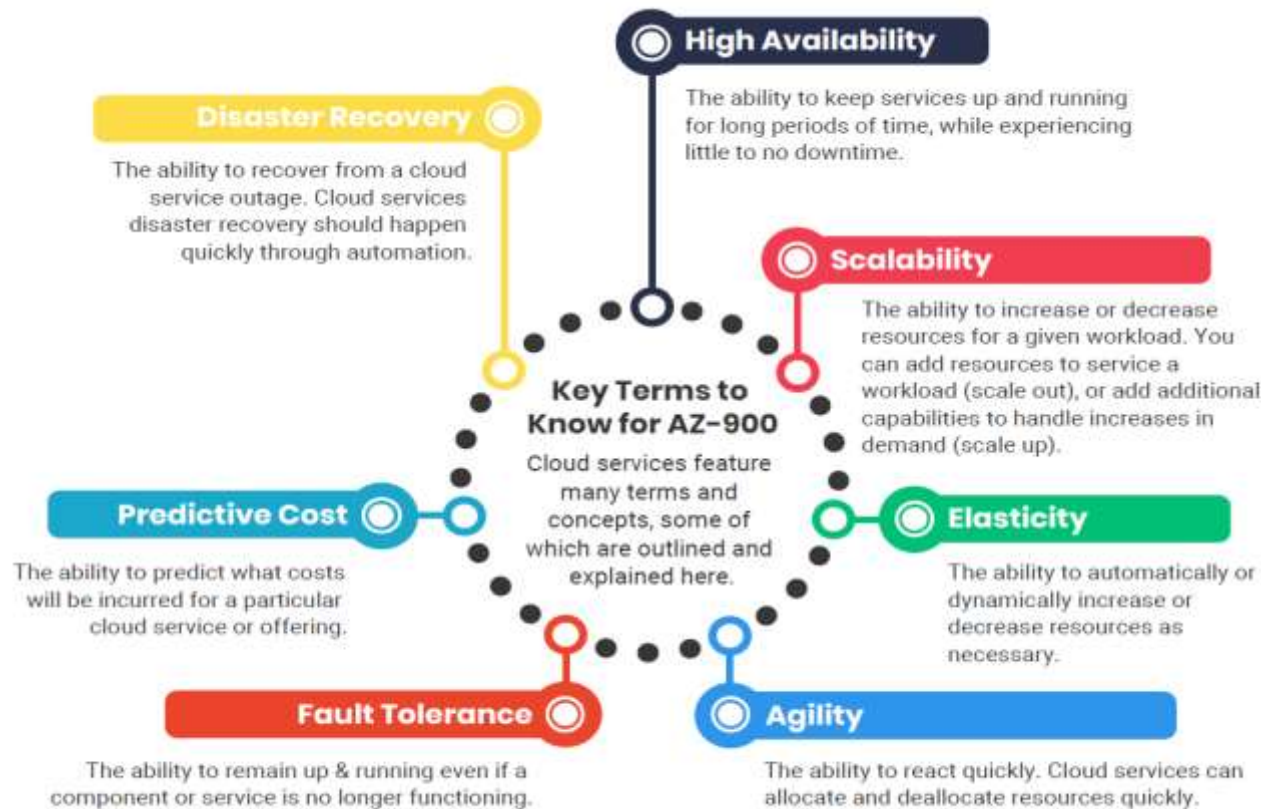 High Availability
The ability to keep services up and running
for long periods of time, while experiencing
little to no downtime.
Disaster Recovery
The ability to recover from a cloud
service outage. Cloud services
disaster recovery should happen
quickly through automation.
Scalability
The ability to increase or decrease
resources for a given workload. You
can add resources to service a
workload (scale out), or add additional
capabilities to handle increases in
demand (scale up).
Key Terms to
Know for AZ-900
Cloud services feature
many terms and
concepts, some of
which are outlined and
explained here.
Predictive Cost
The ability to predict what costs
will be incurred for a particular
cloud service or offering.
Elasticity
The ability to automatically or
dynamically increase or
decrease resources as
necessary.
Fault Tolerance
The ability to remain up & running even if a
component or service is no longer functioning.
Agility
The ability to react quickly. Cloud services can
allocate and deallocate resources quickly.